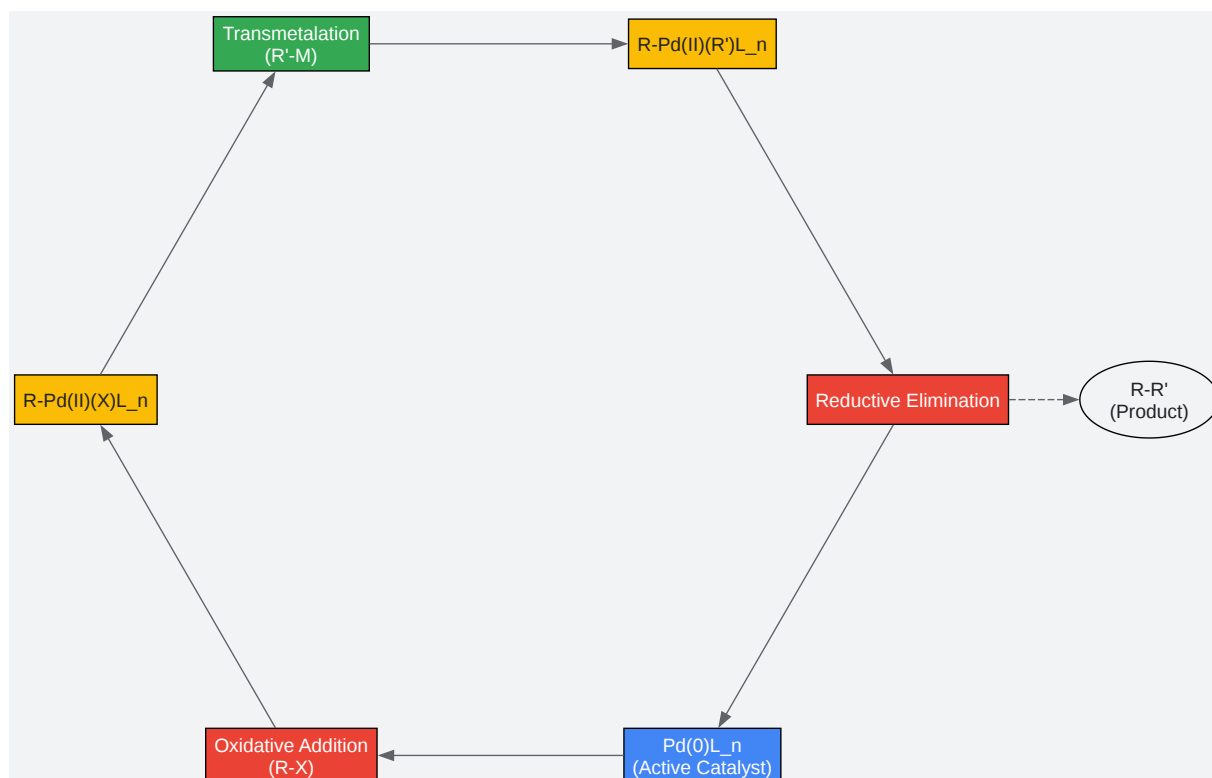 Transmetalation
(R'-M)
R-Pd(II)(R')L_n
R-Pd(II)(X)L_n
Reductive Elimination
R-R'
(Product)
Oxidative Addition
(R-X)
Pd(0)L_n
(Active Catalyst)